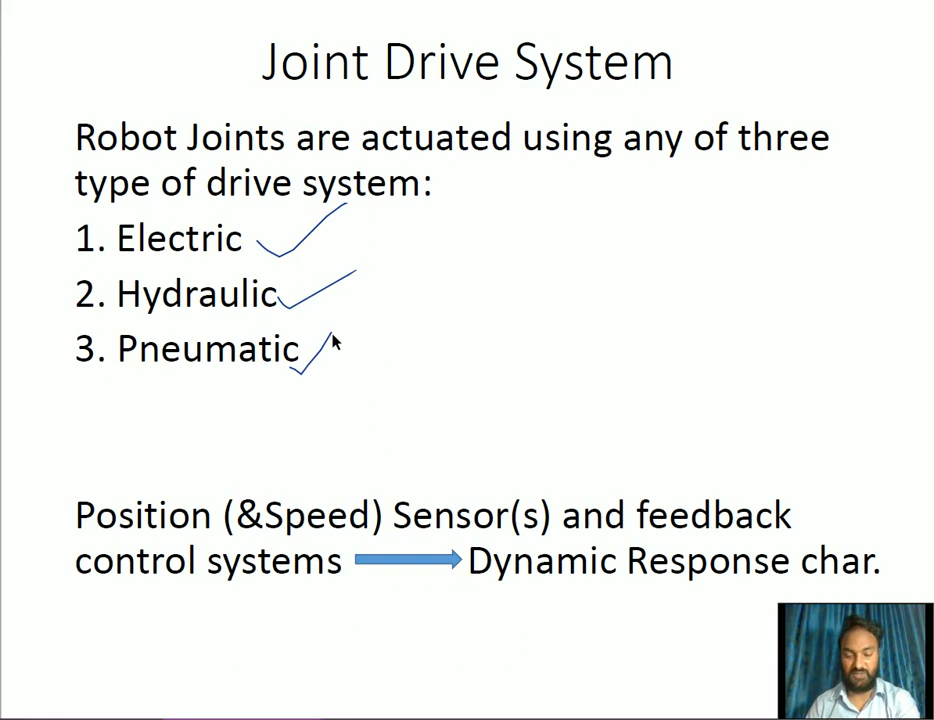 Joint Drive System
Robot Joints are actuated using any of three
type of drive system:
1. Electric
2. Hydraulic
3. Pneumatic
Position (&Speed) Sensor(s) and feedback
control systems Dynamic Response char.